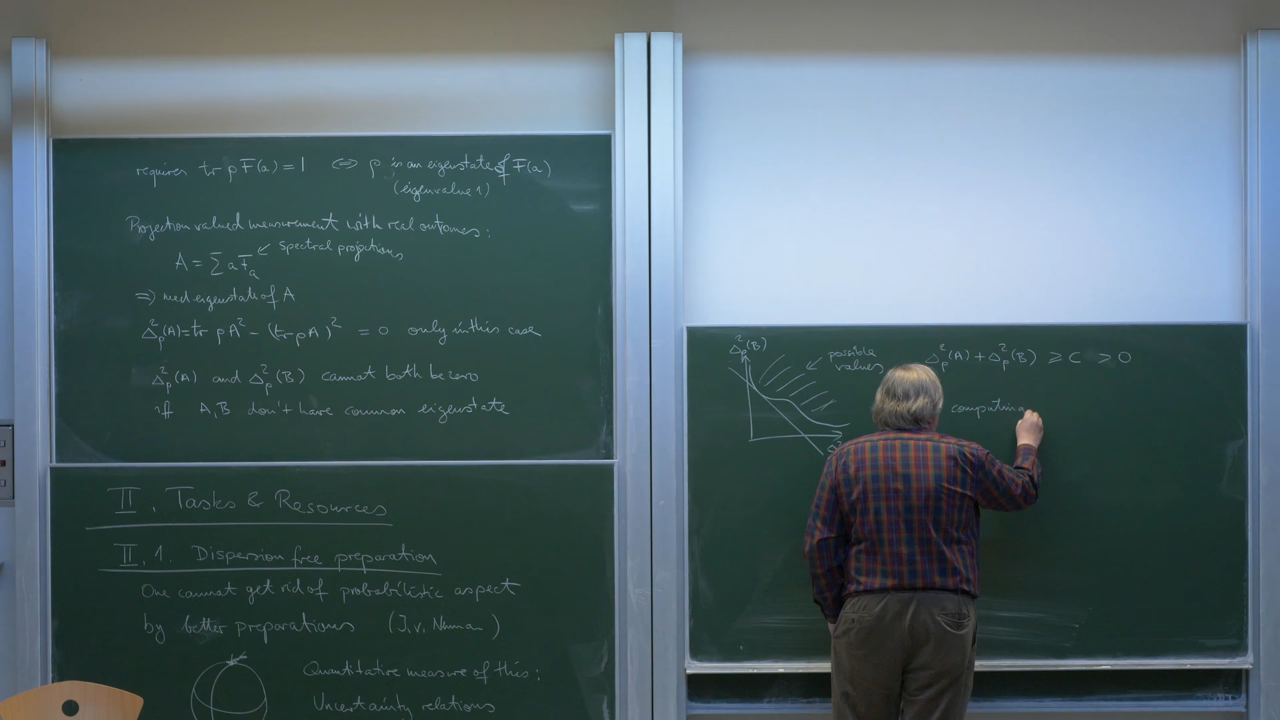 requires tr ρ F(a) = 1 ⇔ ρ is an eigenstate of F(a)
(eigenvalue 1)
Projection valued measurement with real outcomes:
A = Σ a F_a ↙ spectral projections
⇒ need eigenstate of A
Δ²_ρ(A) = tr ρA² − (tr ρA)² = 0 only in this case
Δ²_ρ(A) and Δ²_ρ(B) cannot both be zero
iff A, B don't have common eigenstate
II. Tasks & Resources
II.1. Dispersion free preparation
One cannot get rid of probabilistic aspect
by better preparations (J.v. Neuman)
Quantitative measure of this:
Uncertainty relations
Δ²_ρ(B)
possible
values
Δ²_ρ(A) + Δ²_ρ(B) ≥ C > 0
computing